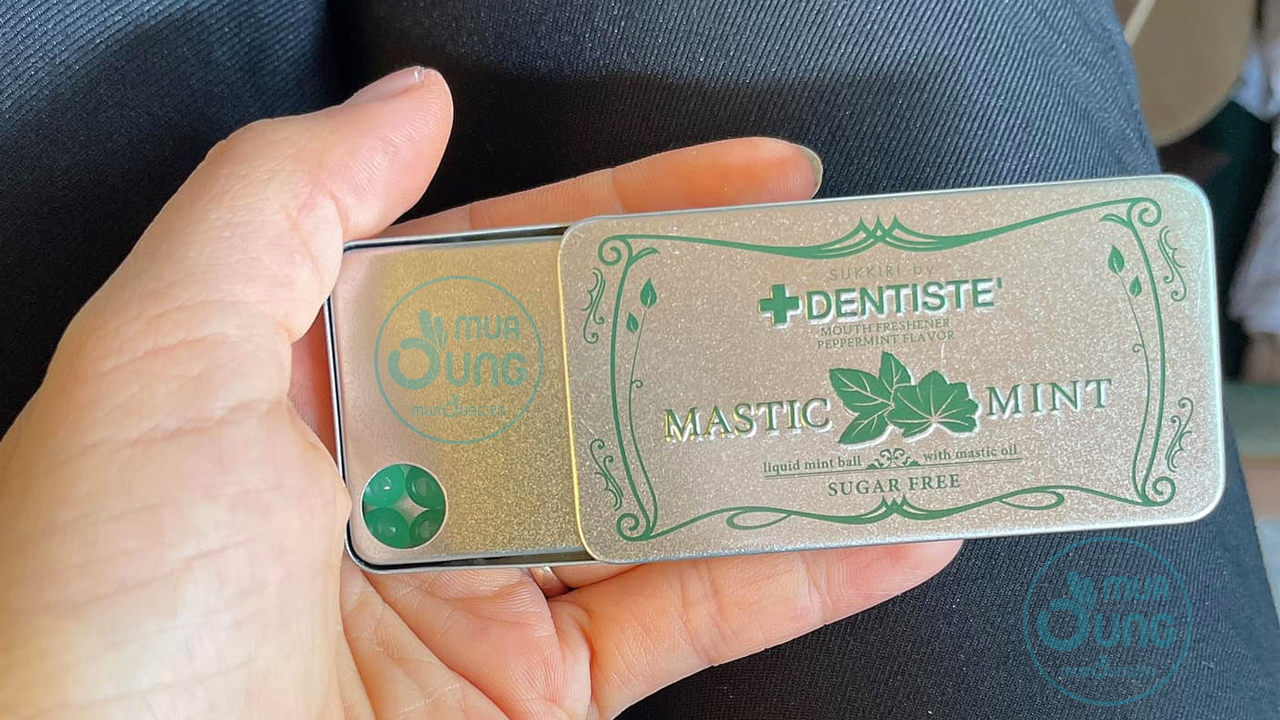 SUKKIRI by
DENTISTE'
MOUTH FRESHENER
PEPPERMINT FLAVOR
MASTIC MINT
liquid mint ball with mastic oil
SUGAR FREE
MUA
ĐÚNG
MUA